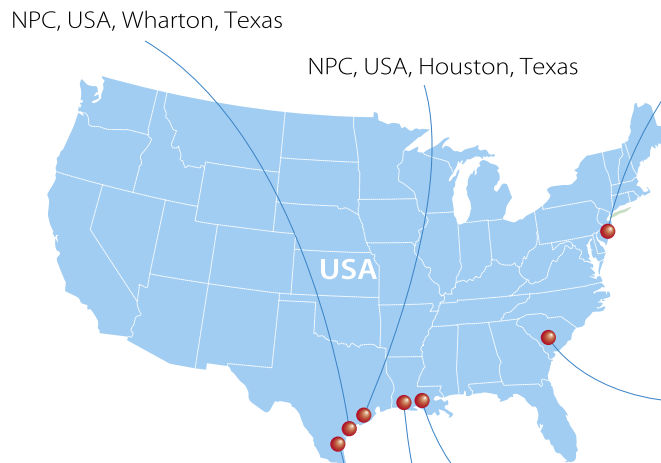 NPC, USA, Wharton, Texas
NPC, USA, Houston, Texas
USA